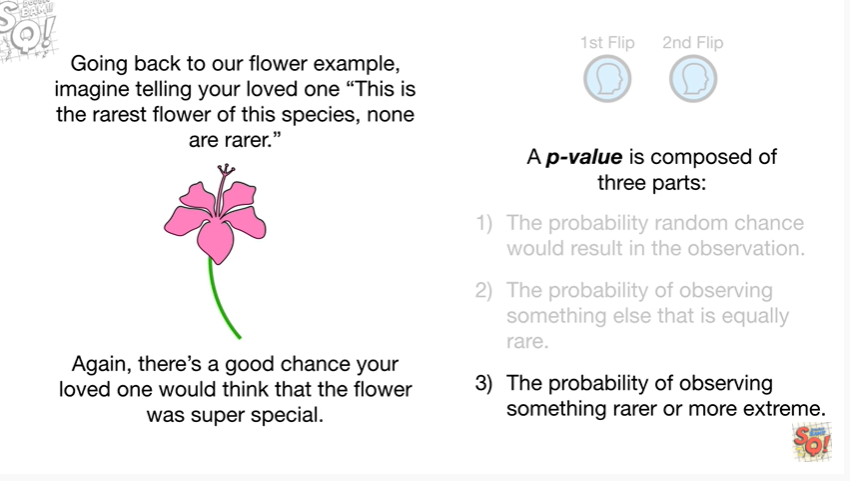 Going back to our flower example,
imagine telling your loved one “This is
the rarest flower of this species, none
are rarer.”
Again, there’s a good chance your
loved one would think that the flower
was super special.
1st Flip 2nd Flip
A p-value is composed of
three parts:
1) The probability random chance
would result in the observation.
2) The probability of observing
something else that is equally
rare.
3) The probability of observing
something rarer or more extreme.
SQ!